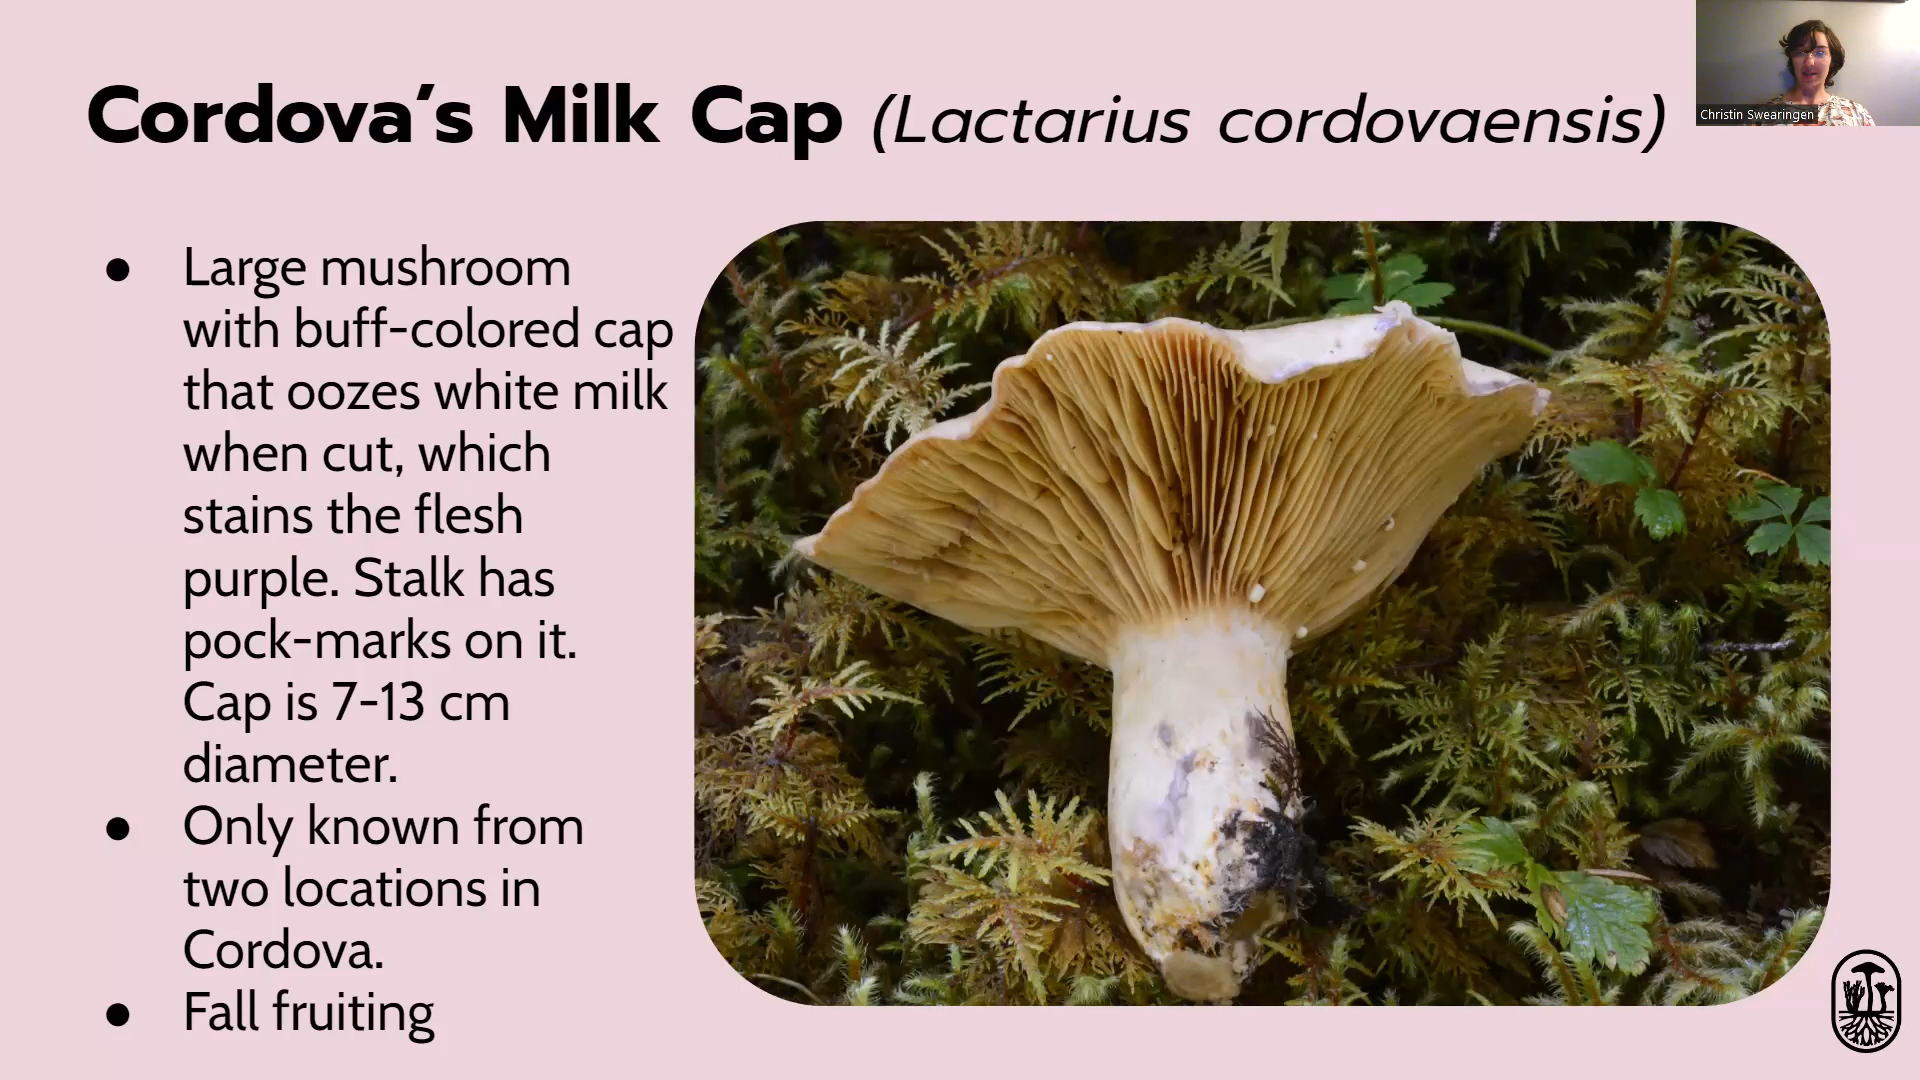 Cordova’s Milk Cap (Lactarius cordovaensis)
Christin Swearingen
● Large mushroom
with buff-colored cap
that oozes white milk
when cut, which
stains the flesh
purple. Stalk has
pock-marks on it.
Cap is 7-13 cm
diameter.
● Only known from
two locations in
Cordova.
● Fall fruiting